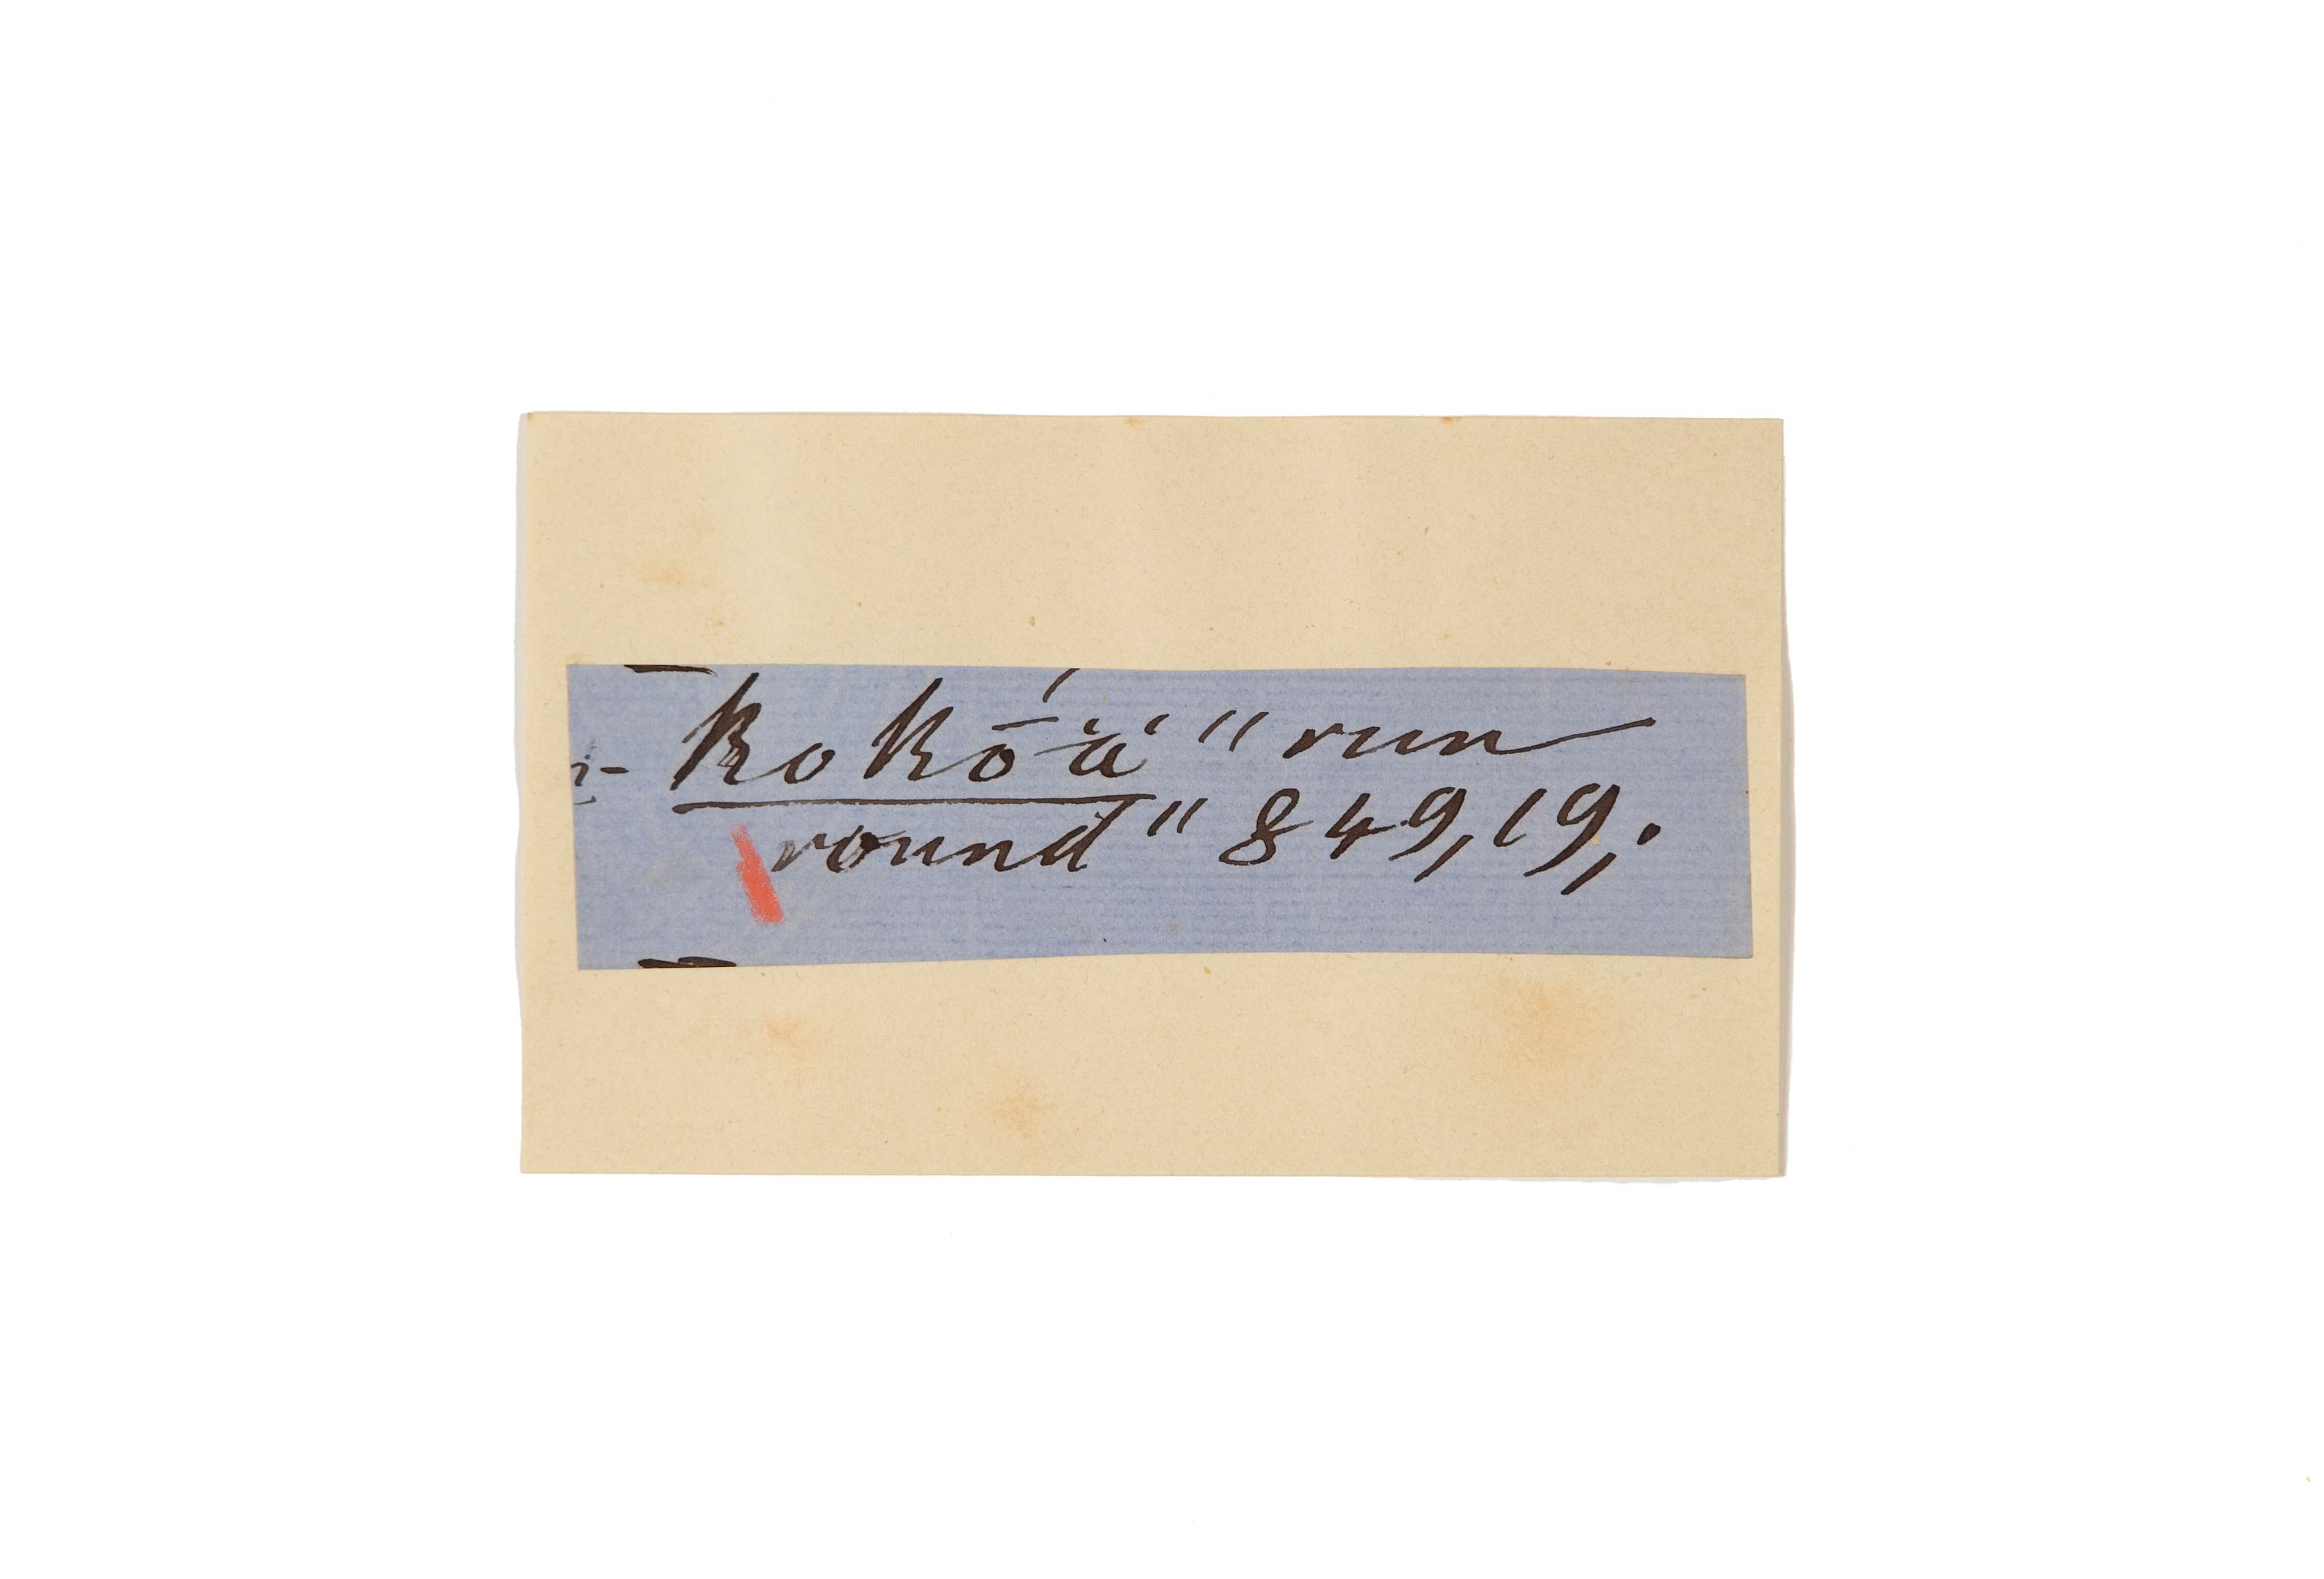 kokōä' " run
round " 849, 19,.